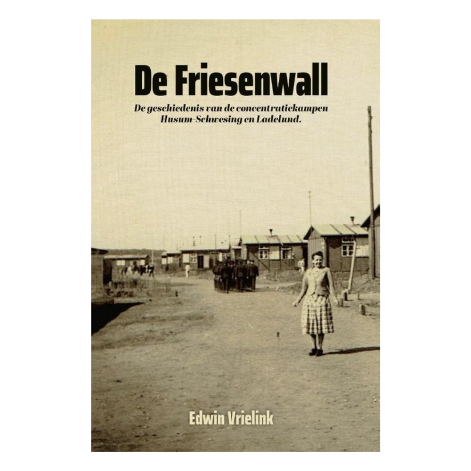 De Friesenwall
De geschiedenis van de concentratiekampen
Husum-Schwesing en Ladelund.
Edwin Vrielink